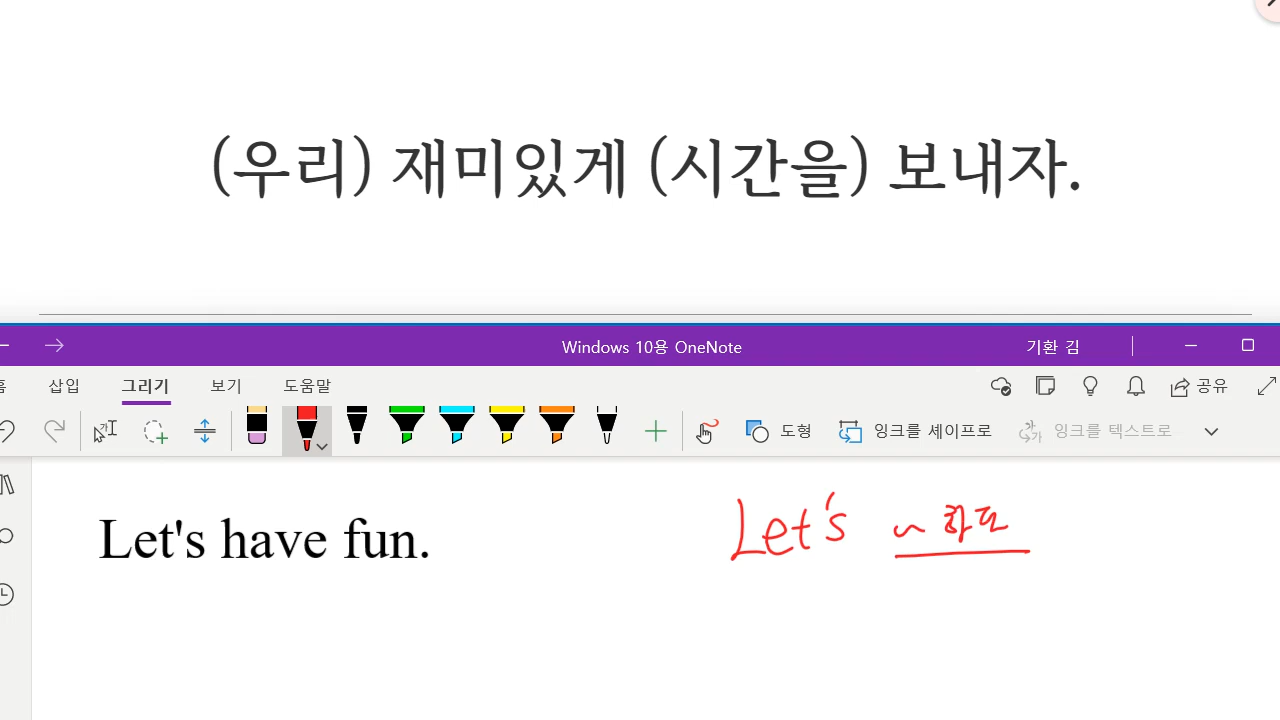 (우리) 재미있게 (시간을) 보내자.
Windows 10용 OneNote
기환 김
삽입 그리기 보기 도움말 공유
도형 잉크를 셰이프로 잉크를 텍스트로
Let's have fun.
Let's ~하